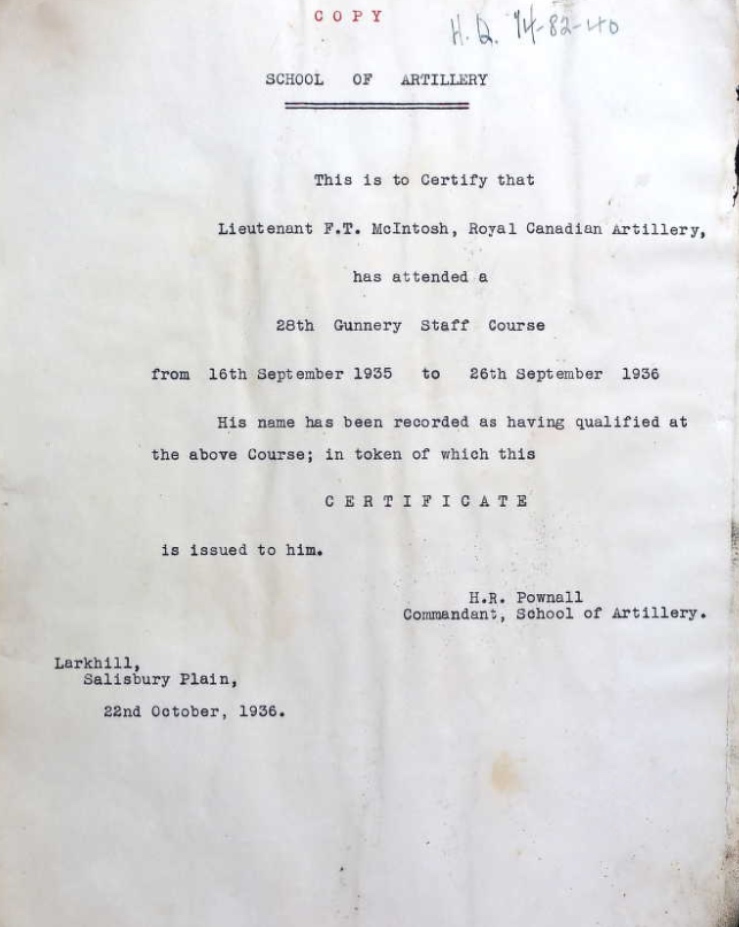 COPY
H.Q. 74-82-40
SCHOOL OF ARTILLERY
This is to Certify that
Lieutenant F.T. McIntosh, Royal Canadian Artillery,
has attended a
28th Gunnery Staff Course
from 16th September 1935 to 26th September 1936
His name has been recorded as having qualified at
the above Course; in token of which this
CERTIFICATE
is issued to him.
H.R. Pownall
Commandant, School of Artillery.
Larkhill,
Salisbury Plain,
22nd October, 1936.